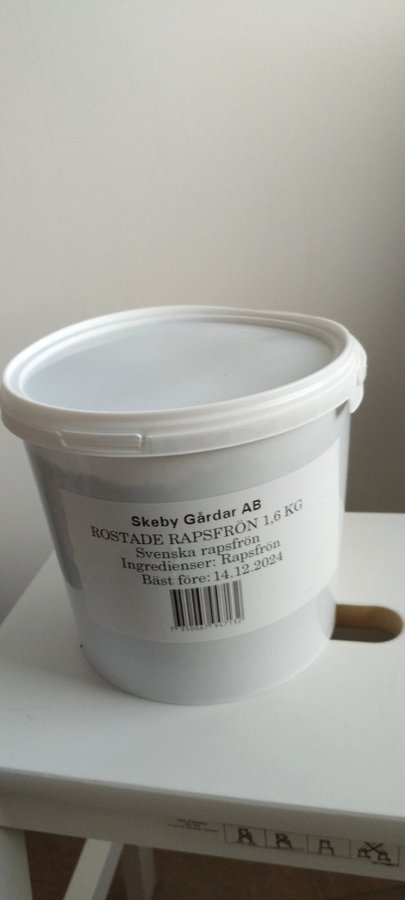 Skeby Gårdar AB
ROSTADE RAPSFRÖN 1,6 KG
Svenska rapsfrön
Ingredienser: Rapsfrön
Bäst före: 14.12.2024